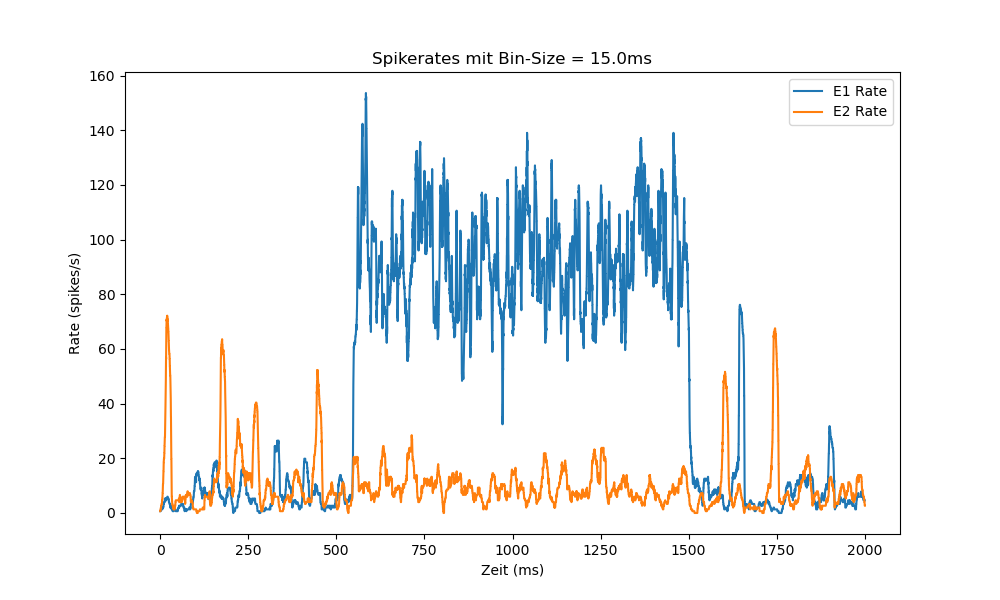 Spikerates mit Bin-Size = 15.0ms
E1 Rate
E2 Rate
160
140
120
100
80
60
40
20
0
Rate (spikes/s)
0 250 500 750 1000 1250 1500 1750 2000
Zeit (ms)